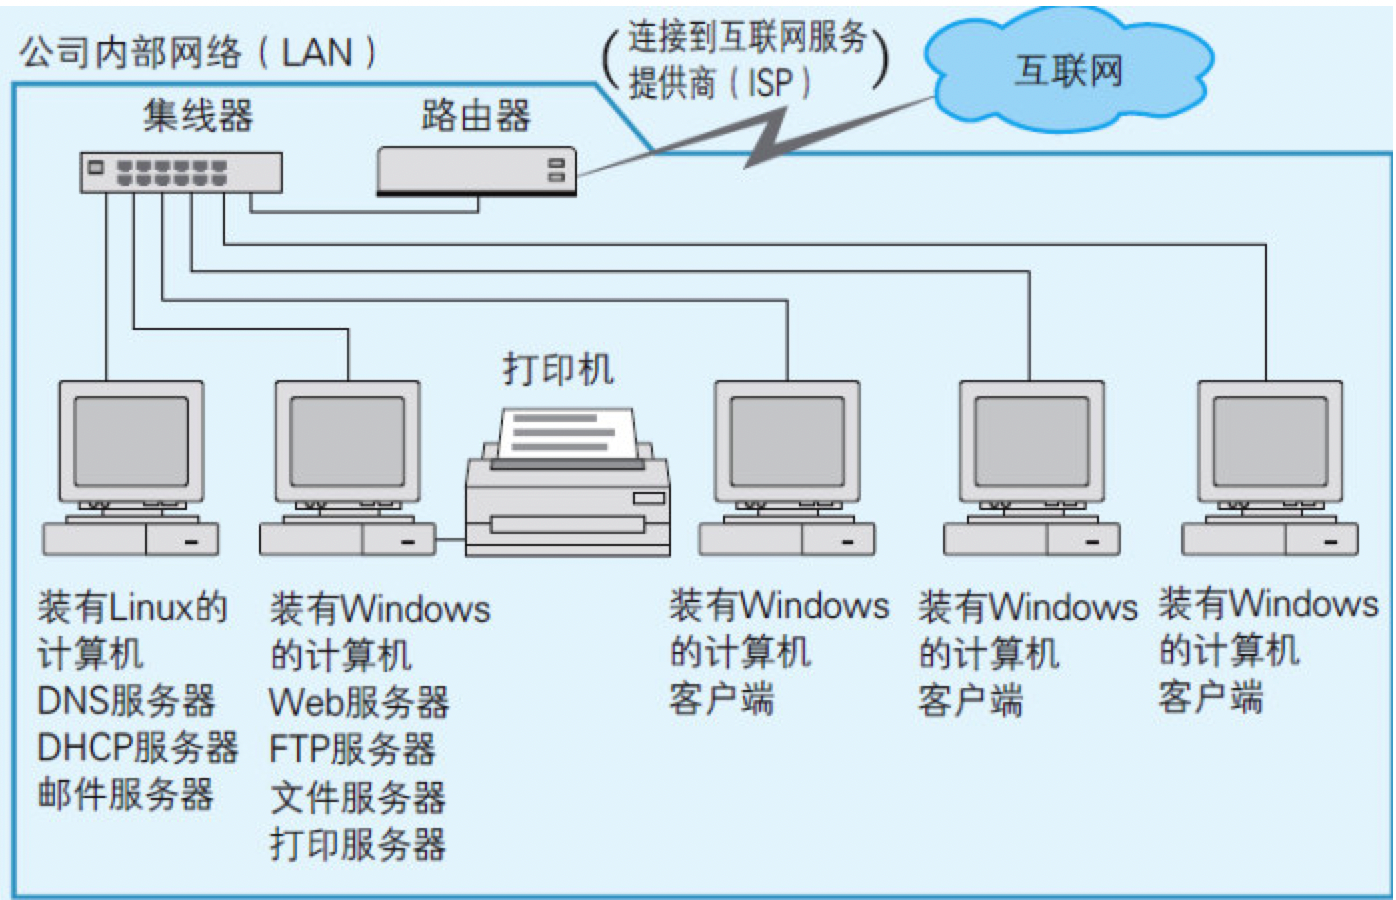 公司内部网络（LAN）
（连接到互联网服务
提供商（ISP）)
互联网
集线器
路由器
打印机
装有Linux的
计算机
DNS服务器
DHCP服务器
邮件服务器
装有Windows
的计算机
Web服务器
FTP服务器
文件服务器
打印服务器
装有Windows
的计算机
客户端
装有Windows
的计算机
客户端
装有Windows
的计算机
客户端